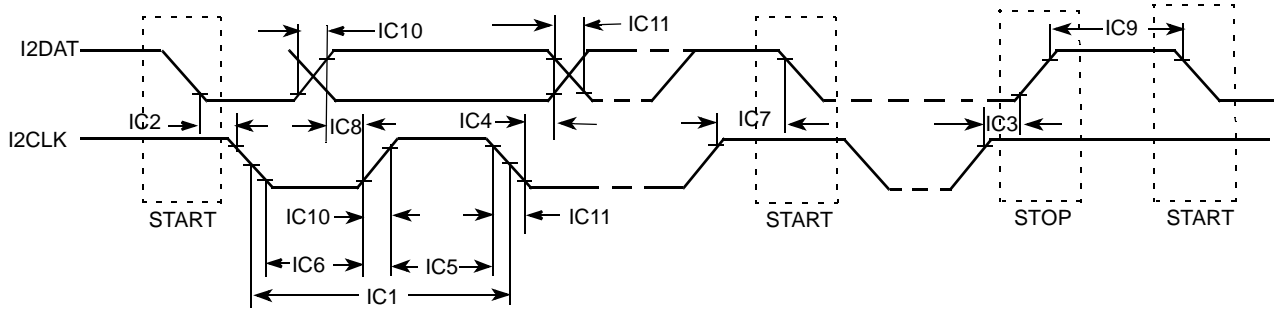 IC10
IC11
IC9
I2DAT
IC2
IC8
IC4
IC7
IC3
I2CLK
START
IC10
IC11
START
STOP
START
IC6
IC5
IC1